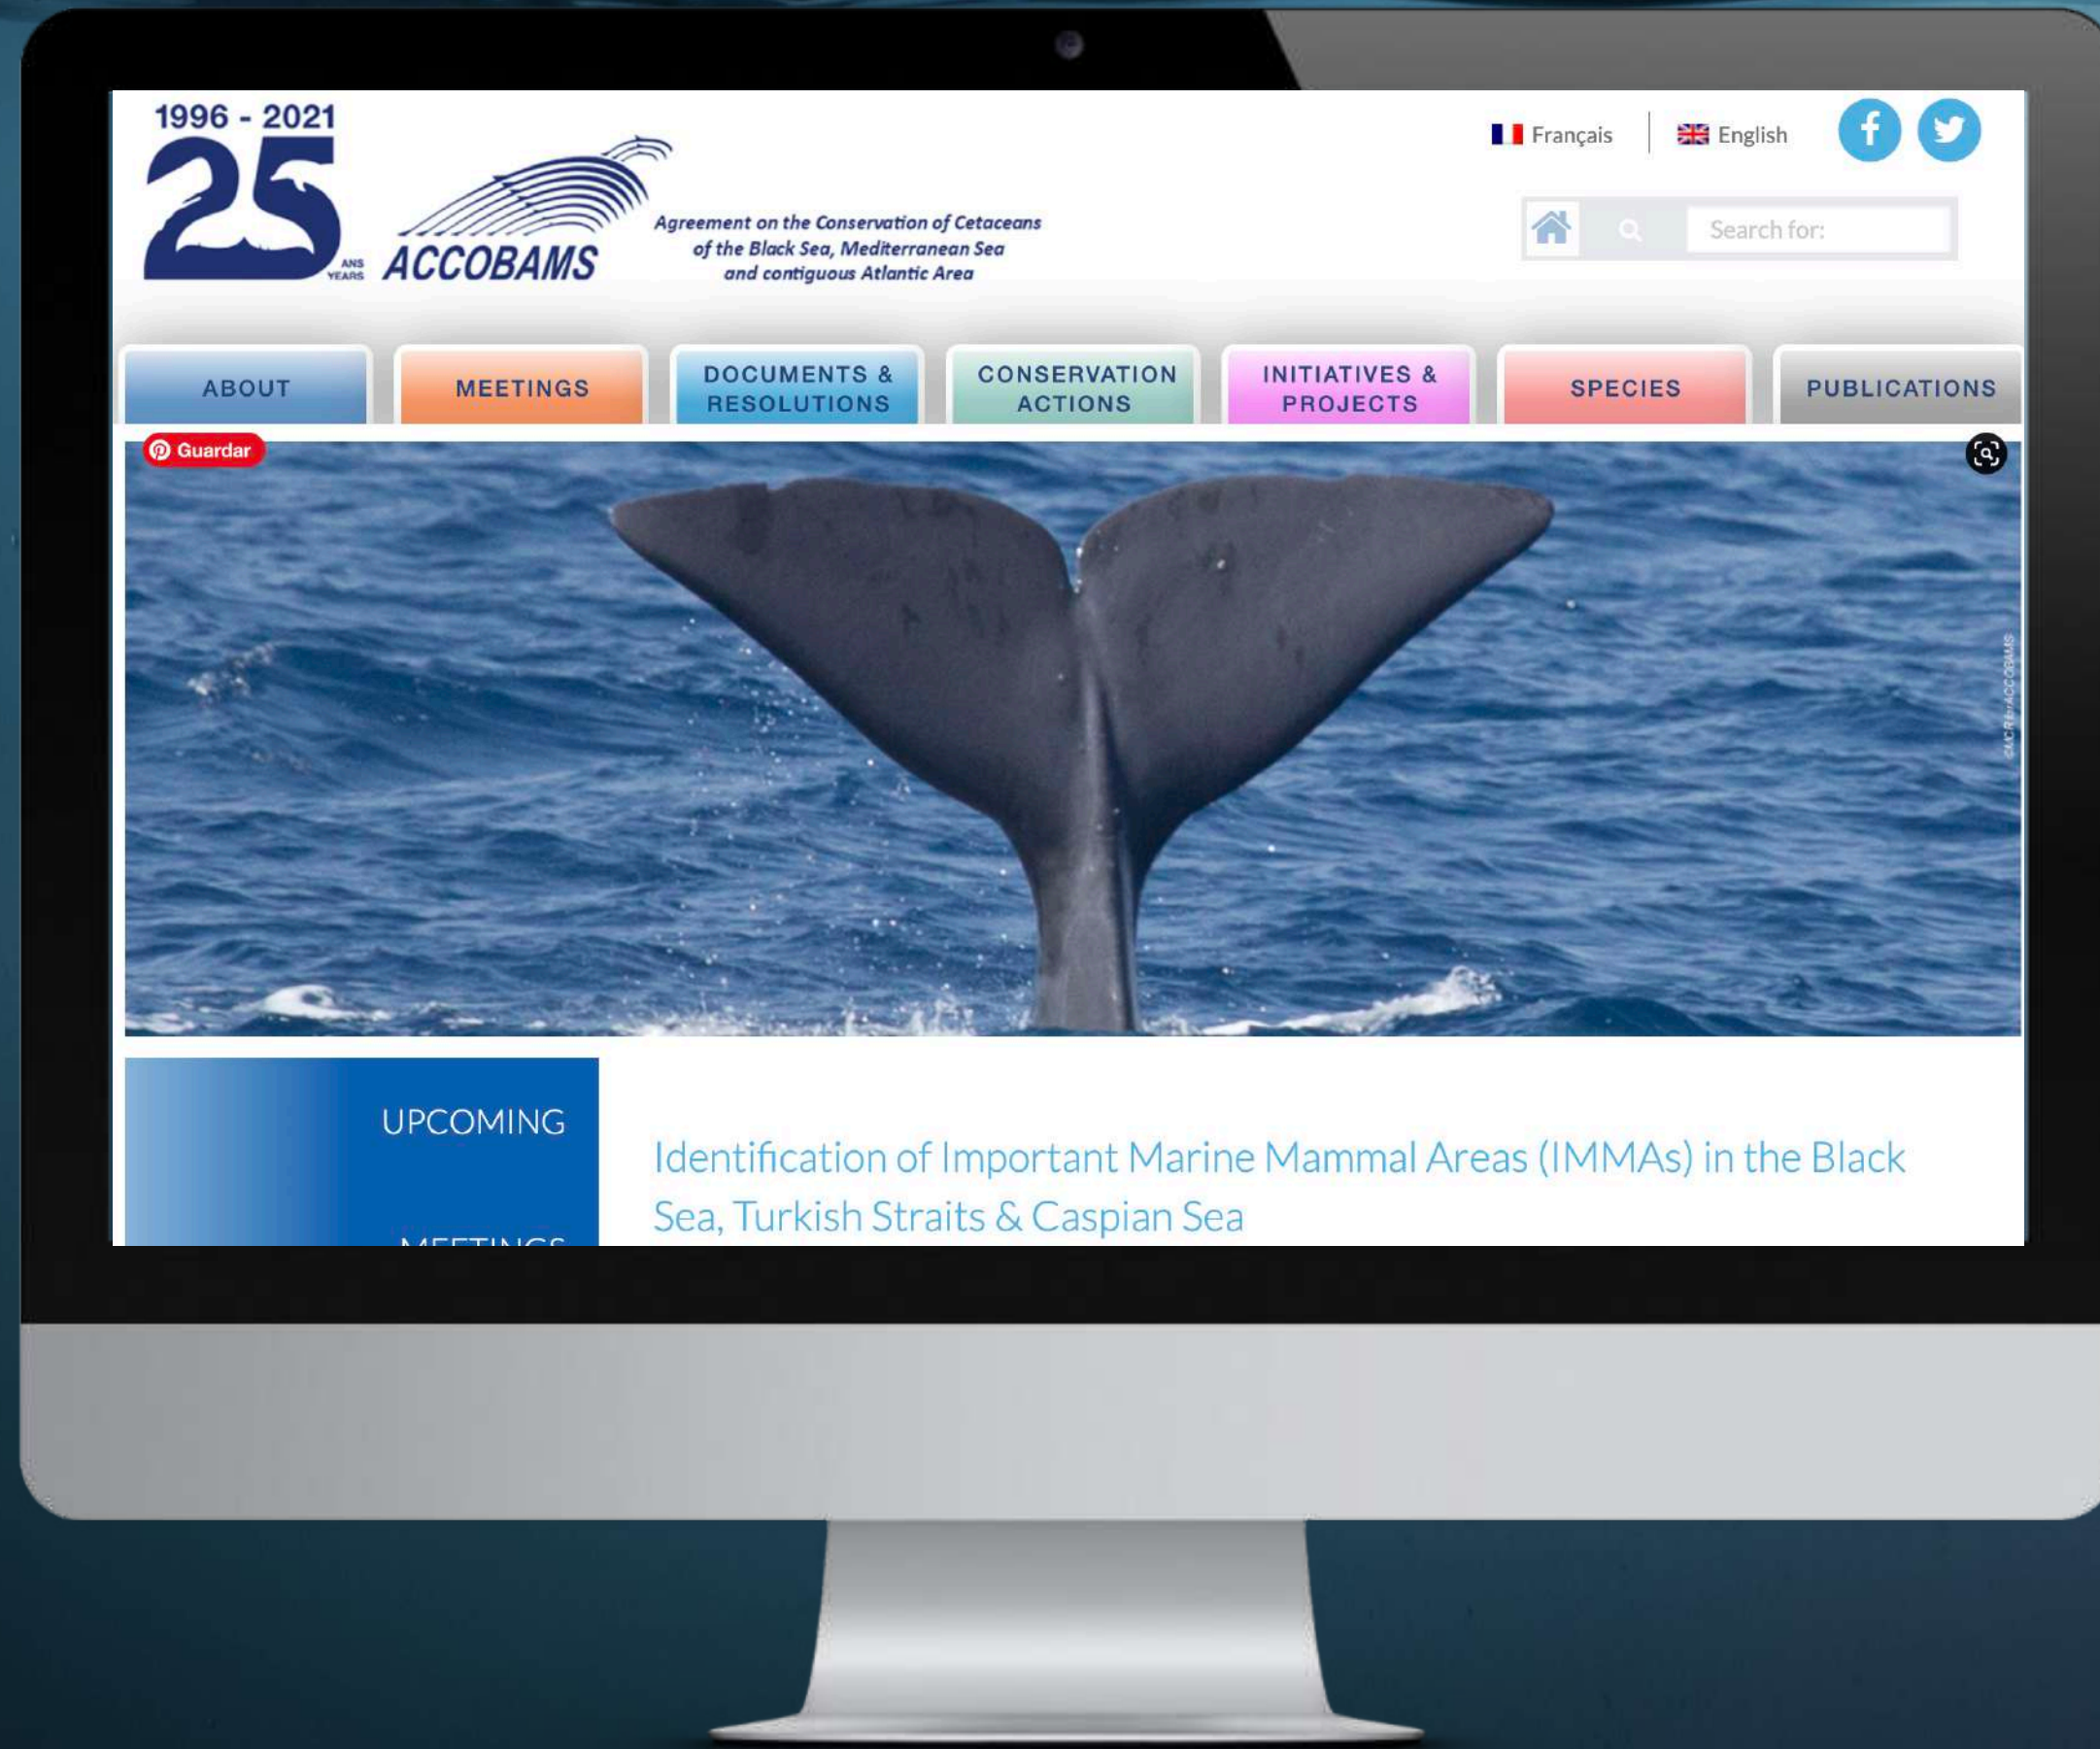 1996 - 2021
25
ANS
YEARS
ACCOBAMS
Agreement on the Conservation of Cetaceans
of the Black Sea, Mediterranean Sea
and contiguous Atlantic Area
Français
English
Search for:
ABOUT
MEETINGS
DOCUMENTS &
RESOLUTIONS
CONSERVATION
ACTIONS
INITIATIVES &
PROJECTS
SPECIES
PUBLICATIONS
Guardar
UPCOMING
MEETINGS
Identification of Important Marine Mammal Areas (IMMAs) in the Black
Sea, Turkish Straits & Caspian Sea